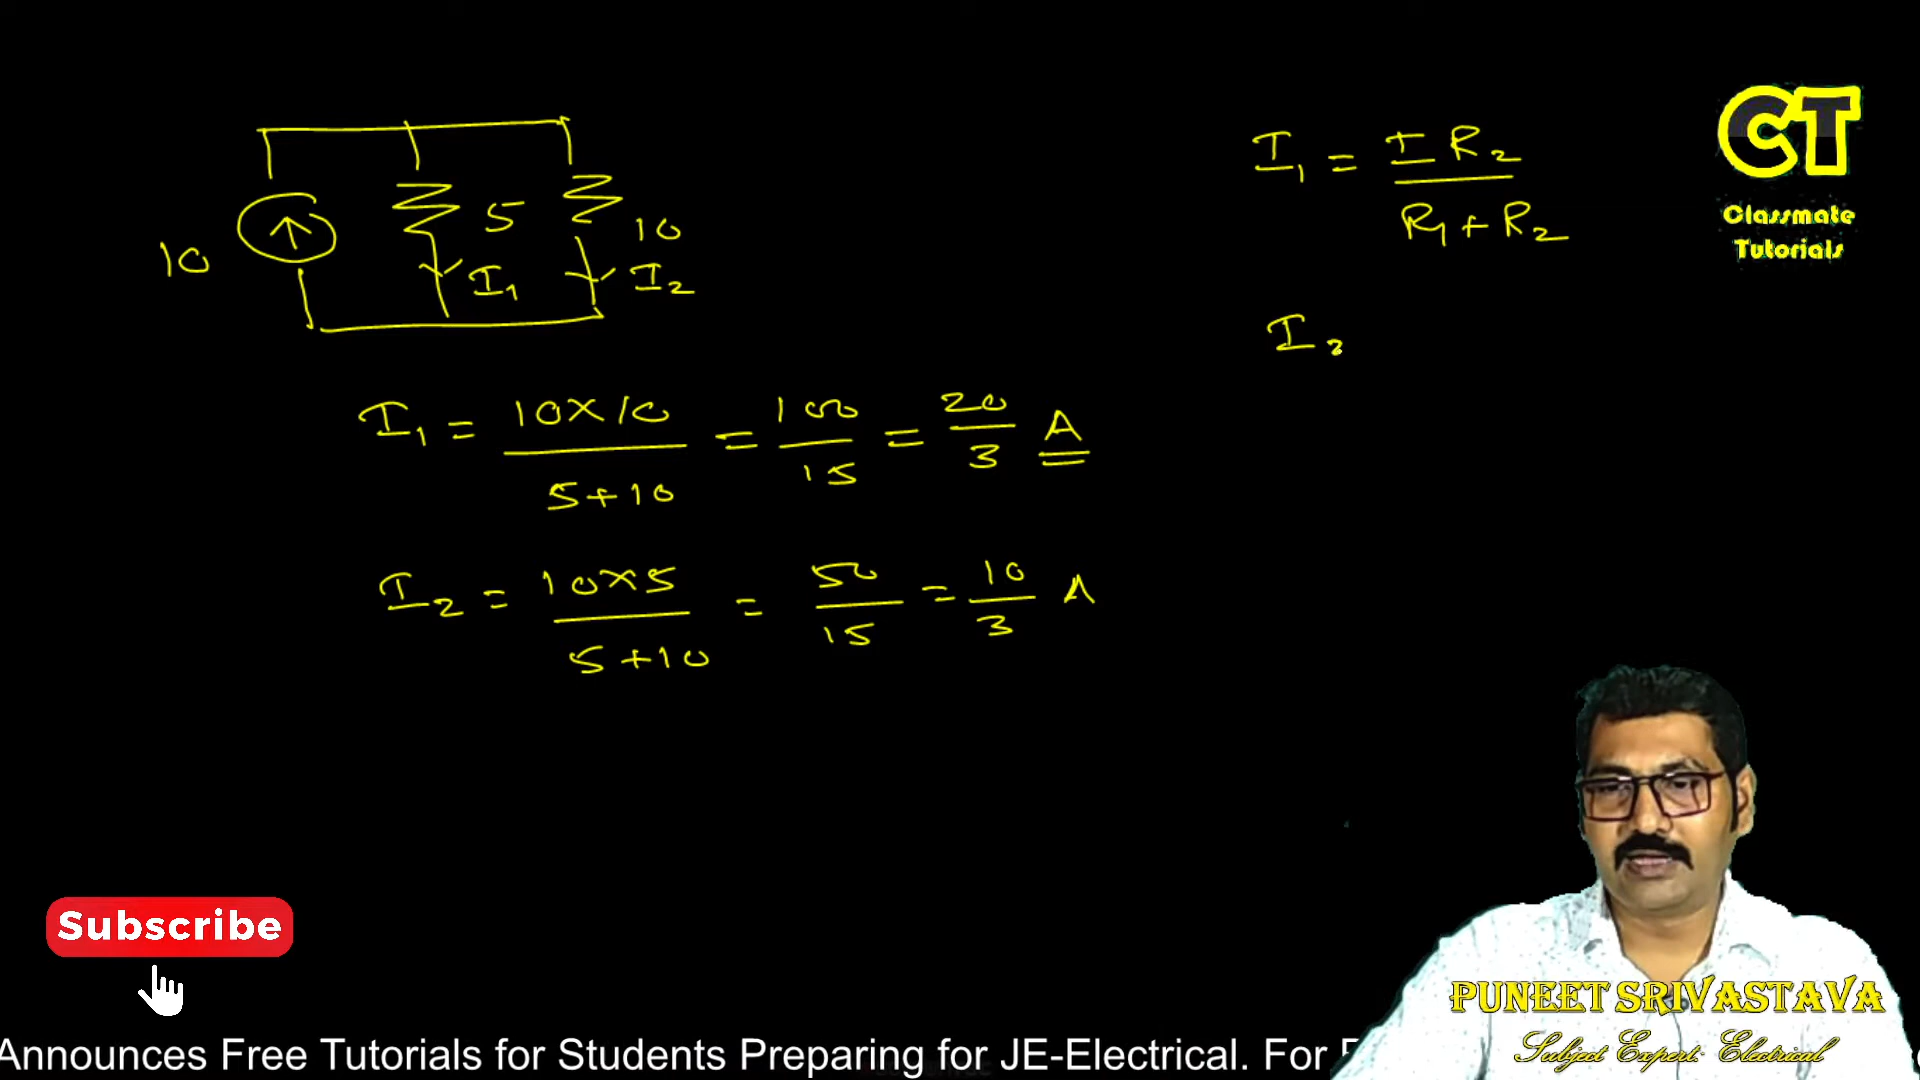 10
5
10
I₁
I₂
I₁ = I R₂ / R₁ + R₂
I₂
I₁ = 10×10 / 5+10 = 100 / 15 = 20 / 3 A
I₂ = 10×5 / 5+10 = 50 / 15 = 10 / 3 A
CT
Classmate
Tutorials
Subscribe
PUNEET SRIVASTAVA
Subject Expert: Electrical
Announces Free Tutorials for Students Preparing for JE-Electrical. For